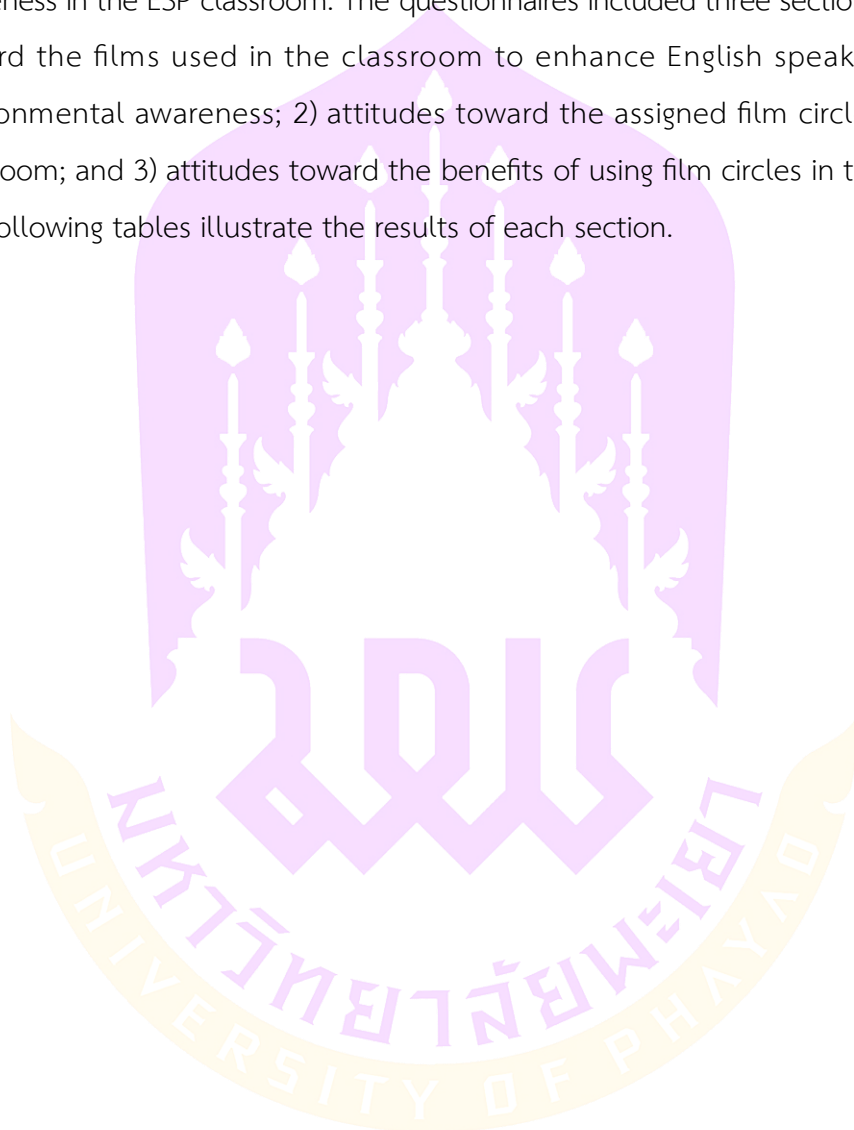 eness in the ESP classroom. The questionnaires included three sectio
rd the films used in the classroom to enhance English speak
onmental awareness; 2) attitudes toward the assigned film circl
oom; and 3) attitudes toward the benefits of using film circles in t
ollowing tables illustrate the results of each section.
มหาวิทยาลัยพะเยา
UNIVERSITY OF PHAYAO